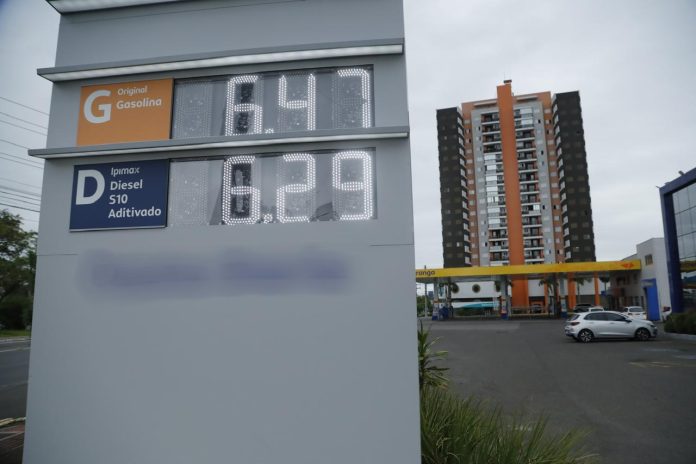 G
Original
Gasolina
6.47
D
Ipimax
Diesel
S10
Aditivado
6.29